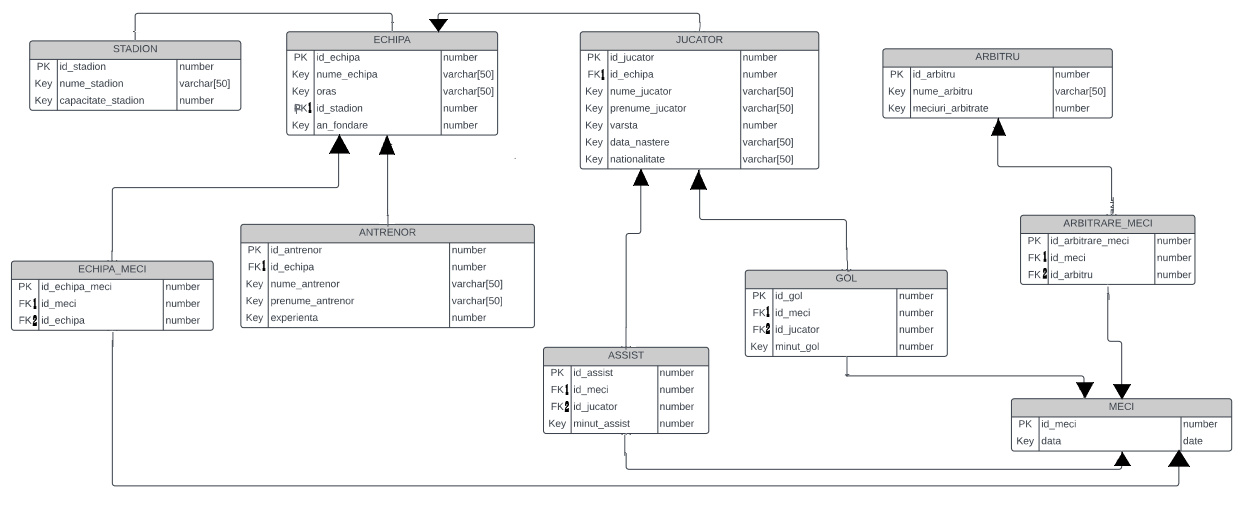 STADION
PK id_stadion number
Key nume_stadion varchar[50]
Key capacitate_stadion number
ECHIPA
PK id_echipa number
Key nume_echipa varchar[50]
Key oras varchar[50]
FK1 id_stadion number
Key an_fondare number
JUCATOR
PK id_jucator number
FK1 id_echipa number
Key nume_jucator varchar[50]
Key prenume_jucator varchar[50]
Key varsta number
Key data_nastere varchar[50]
Key nationalitate varchar[50]
ARBITRU
PK id_arbitru number
Key nume_arbitru varchar[50]
Key meciuri_arbitrate number
ECHIPA_MECI
PK id_echipa_meci number
FK1 id_meci number
FK2 id_echipa number
ANTRENOR
PK id_antrenor number
FK1 id_echipa number
Key nume_antrenor varchar[50]
Key prenume_antrenor varchar[50]
Key experienta number
ASSIST
PK id_assist number
FK1 id_meci number
FK2 id_jucator number
Key minut_assist number
GOL
PK id_gol number
FK1 id_meci number
FK2 id_jucator number
Key minut_gol number
ARBITRARE_MECI
PK id_arbitrare_meci number
FK1 id_meci number
FK2 id_arbitru number
MECI
PK id_meci number
Key data date